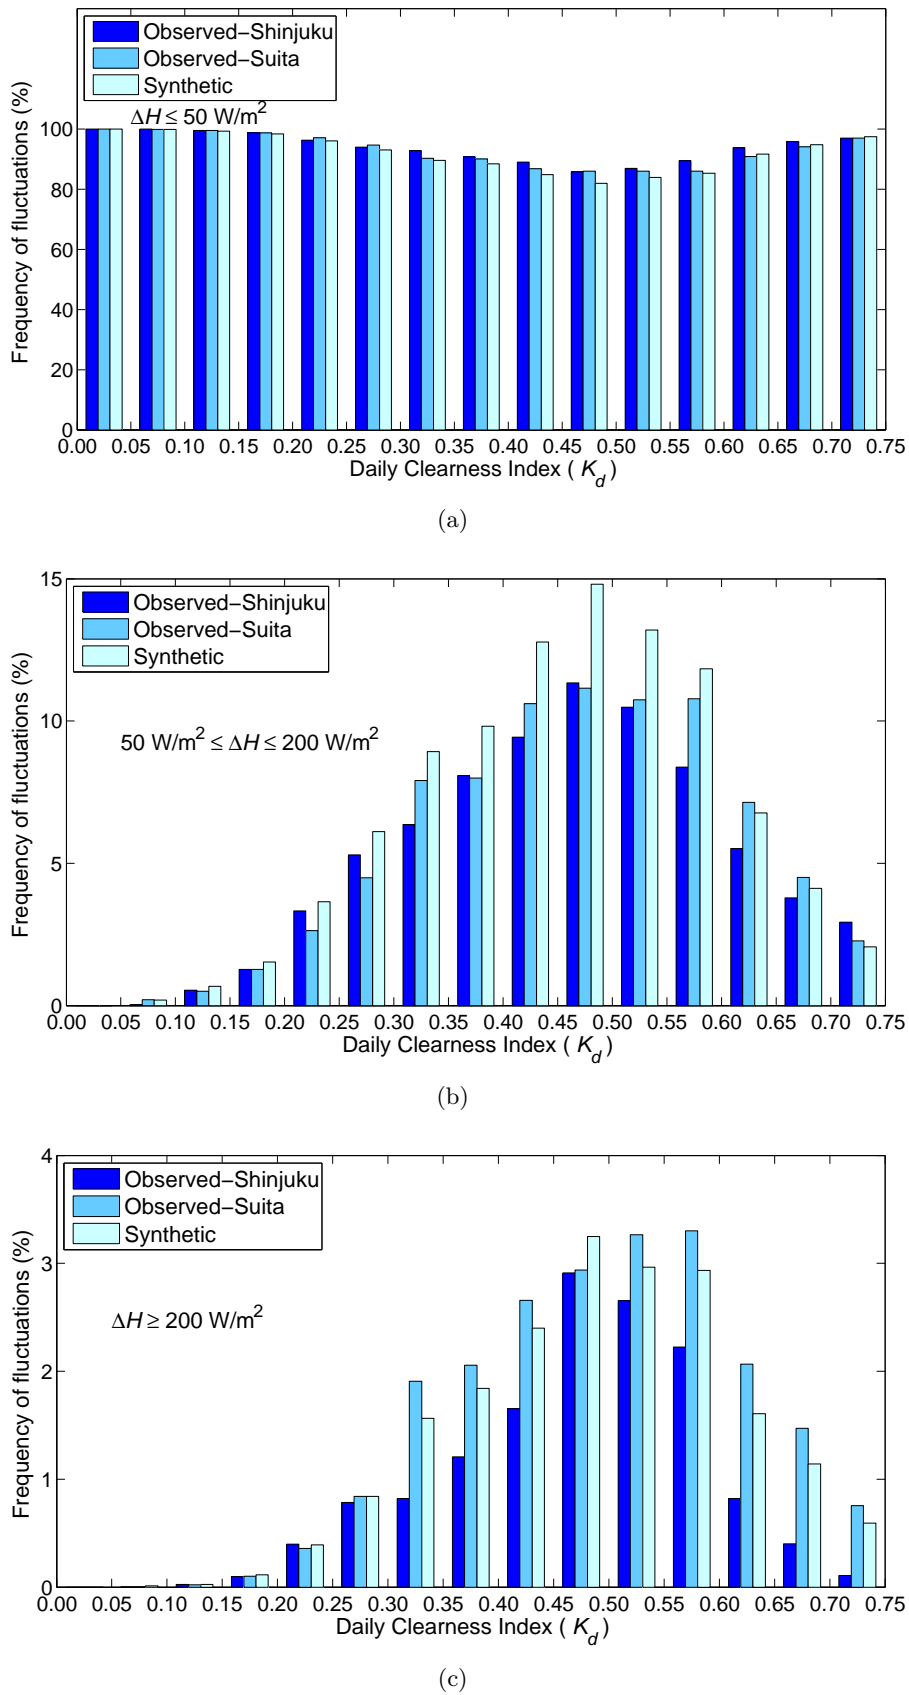 Observed−Shinjuku
Observed−Suita
Synthetic
ΔH ≤ 50 W/m²
Frequency of fluctuations (%)
100
80
60
40
20
0
0.00 0.05 0.10 0.15 0.20 0.25 0.30 0.35 0.40 0.45 0.50 0.55 0.60 0.65 0.70 0.75
Daily Clearness Index ( K_d )
(a)
Observed−Shinjuku
Observed−Suita
Synthetic
50 W/m² ≤ ΔH ≤ 200 W/m²
Frequency of fluctuations (%)
15
10
5
0
0.00 0.05 0.10 0.15 0.20 0.25 0.30 0.35 0.40 0.45 0.50 0.55 0.60 0.65 0.70 0.75
Daily Clearness Index ( K_d )
(b)
Observed−Shinjuku
Observed−Suita
Synthetic
ΔH ≥ 200 W/m²
Frequency of fluctuations (%)
4
3
2
1
0
0.00 0.05 0.10 0.15 0.20 0.25 0.30 0.35 0.40 0.45 0.50 0.55 0.60 0.65 0.70 0.75
Daily Clearness Index ( K_d )
(c)